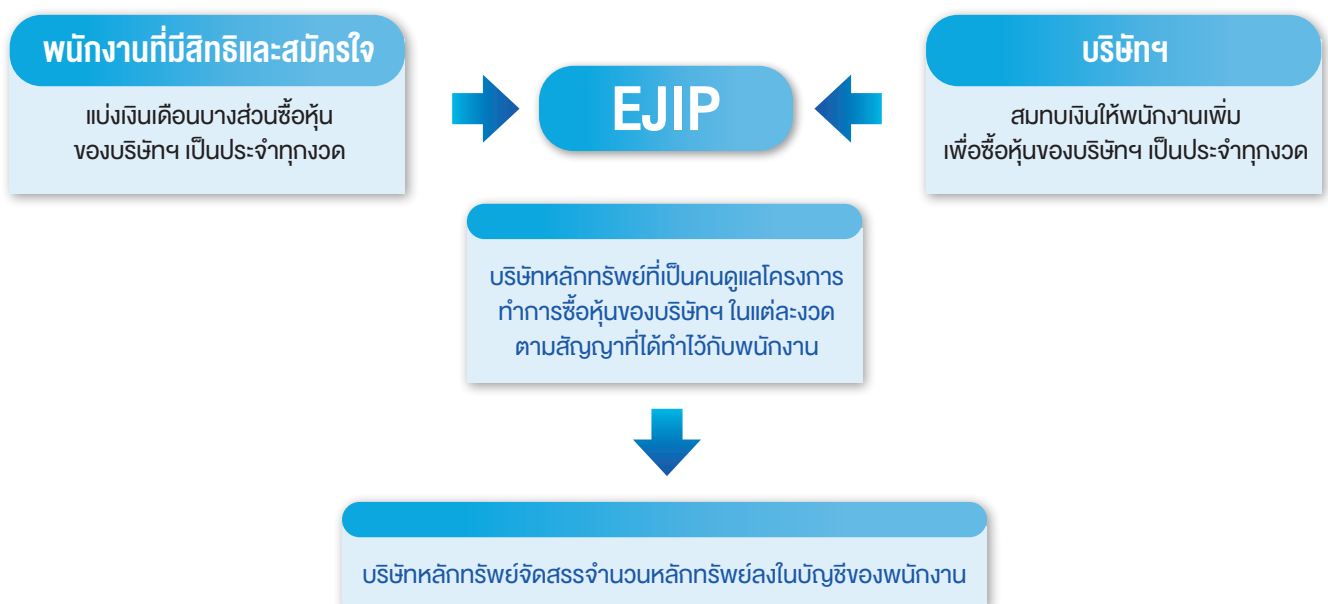 พนักงานที่มีสิทธิและสมัครใจ
แบ่งเงินเดือนบางส่วนซื้อหุ้น
ของบริษัทฯ เป็นประจำทุกงวด
EJIP
บริษัทฯ
สมทบเงินให้พนักงานเพิ่ม
เพื่อซื้อหุ้นของบริษัทฯ เป็นประจำทุกงวด
บริษัทหลักทรัพย์ที่เป็นคนดูแลโครงการ
ทำการซื้อหุ้นของบริษัทฯ ในแต่ละงวด
ตามสัญญาที่ได้ทำไว้กับพนักงาน
บริษัทหลักทรัพย์จัดสรรจำนวนหลักทรัพย์ลงในบัญชีของพนักงาน